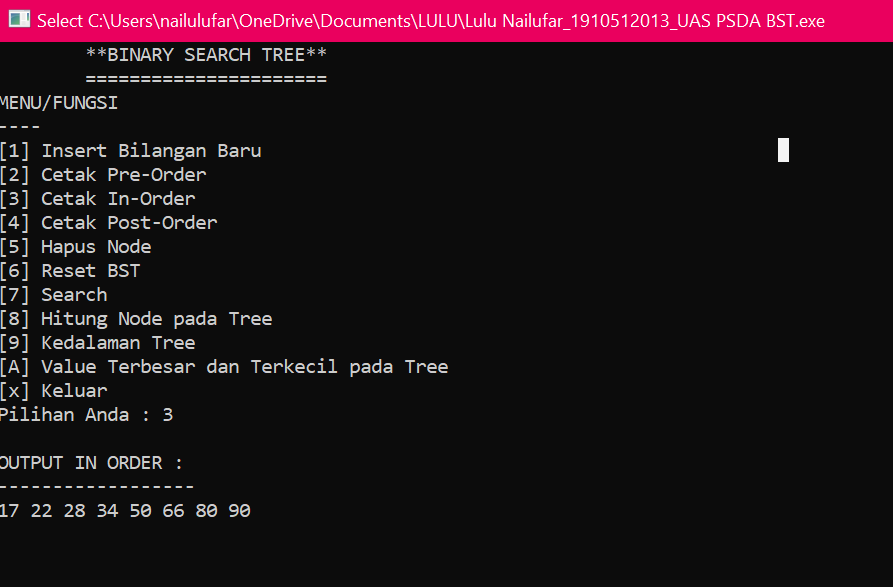 Select C:\Users\nailulufar\OneDrive\Documents\LULU\Lulu Nailufar_1910512013_UAS PSDA BST.exe
**BINARY SEARCH TREE**
======================
MENU/FUNGSI
----
[1] Insert Bilangan Baru
[2] Cetak Pre-Order
[3] Cetak In-Order
[4] Cetak Post-Order
[5] Hapus Node
[6] Reset BST
[7] Search
[8] Hitung Node pada Tree
[9] Kedalaman Tree
[A] Value Terbesar dan Terkecil pada Tree
[x] Keluar
Pilihan Anda : 3
OUTPUT IN ORDER :
------------------
17 22 28 34 50 66 80 90